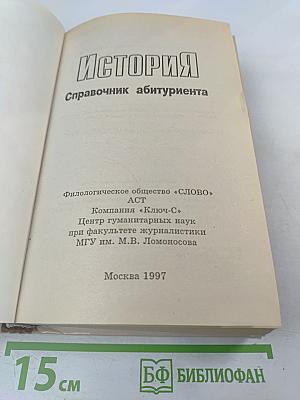 ИСТОРИЯ
Справочник абитуриента
Филологическое общество «СЛОВО»
АСТ
Компания «Ключ-С»
Центр гуманитарных наук
при факультете журналистики
МГУ им. М.В. Ломоносова
Москва 1997
15 см
БФ БИБЛИОФАН